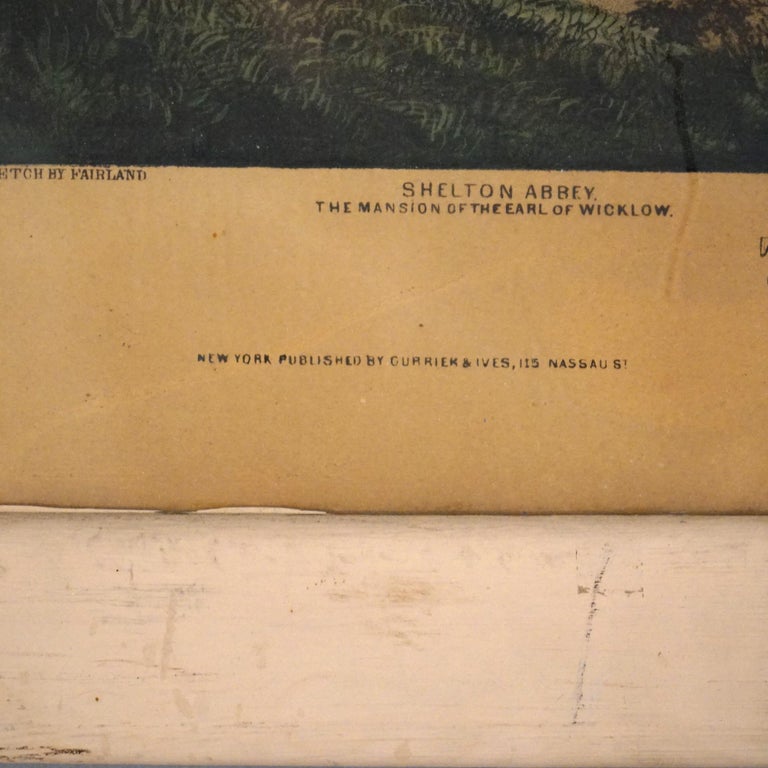 ETCH BY FAIRLAND
SHELTON ABBEY.
THE MANSION OF THE EARL OF WICKLOW.
NEW YORK PUBLISHED BY CURRIER & IVES, 115 NASSAU ST